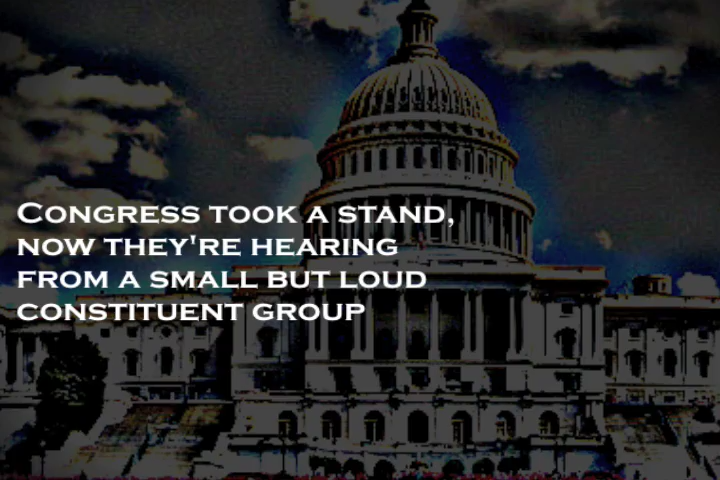 Congress took a stand,
now they're hearing
from a small but loud
constituent group